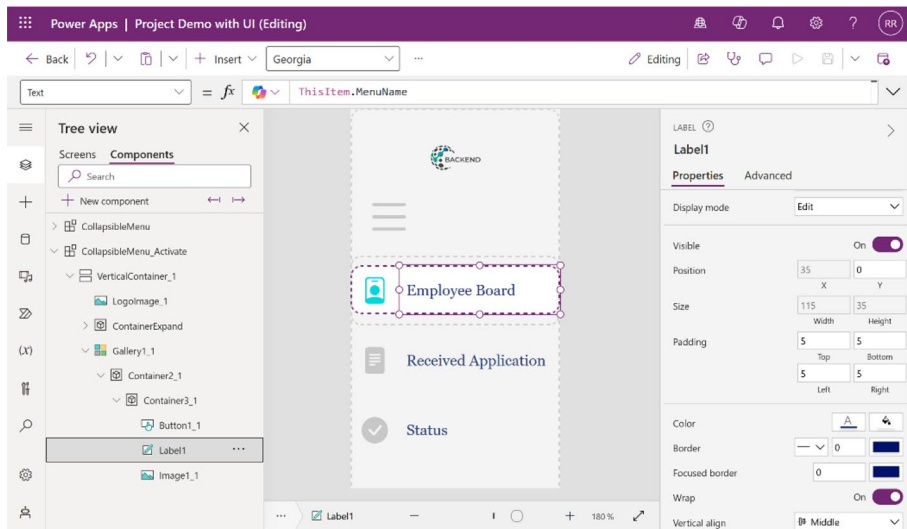 Power Apps | Project Demo with UI (Editing)
RR
Back
Insert
Georgia
...
Editing
Text
= fx
ThisItem.MenuName
Tree view
Screens Components
Search
New component
CollapsibleMenu
CollapsibleMenu_Activate
VerticalContainer_1
LogoImage_1
ContainerExpand
Gallery1_1
Container2_1
Container3_1
Button1_1
Label1 ...
Image1_1
BACKEND
Employee Board
Received Application
Status
... Label1
180 %
LABEL
Label1
Properties Advanced
Display mode Edit
Visible On
Position 35 0
X Y
Size 115 35
Width Height
Padding 5 5
Top Bottom
5 5
Left Right
Color A
Border 0
Focused border 0
Wrap On
Vertical align Middle